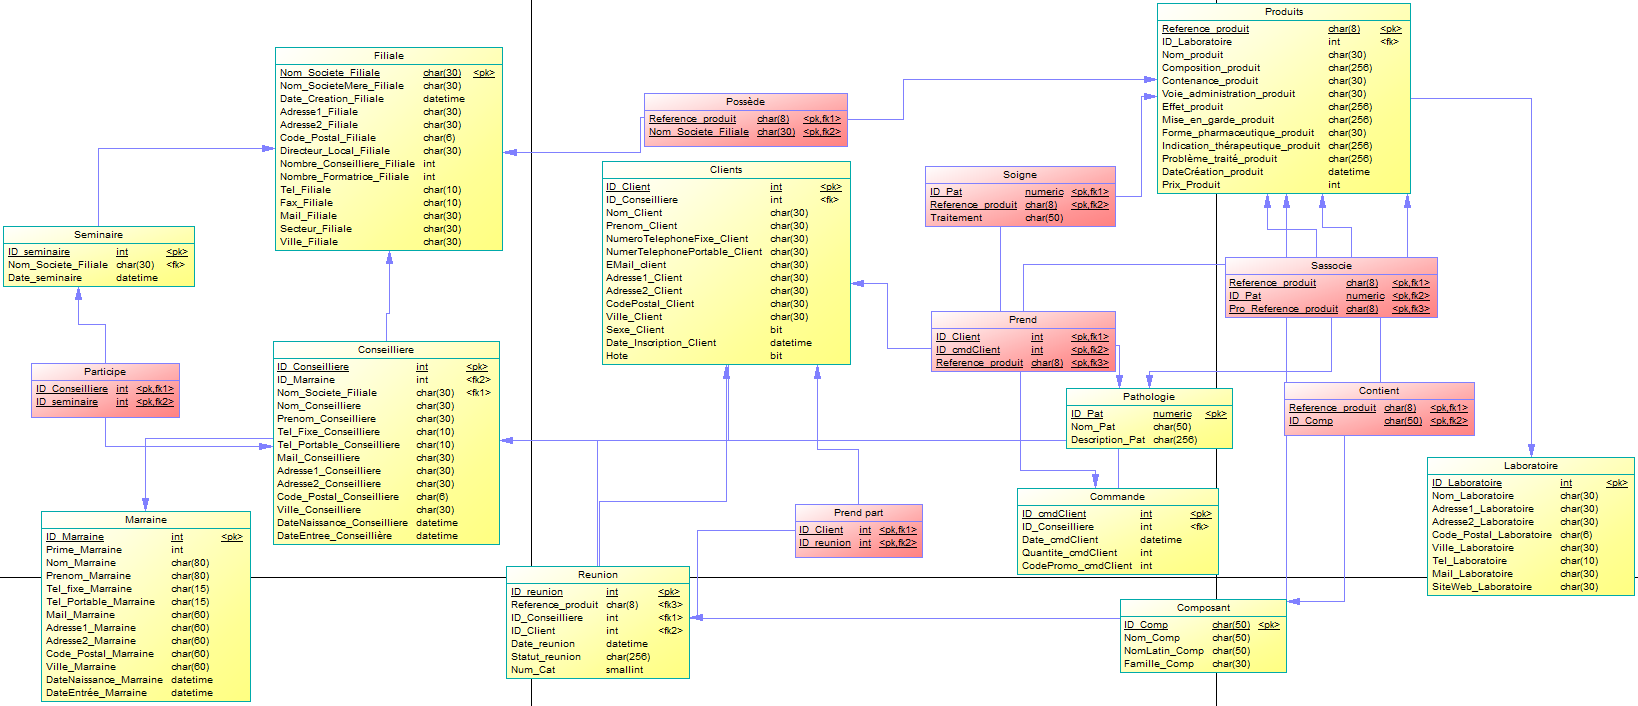 Produits
Reference_produit char(8) <pk>
ID_Laboratoire int <fk>
Nom_produit char(30)
Composition_produit char(256)
Contenance_produit char(30)
Voie_administration_produit char(30)
Effet_produit char(256)
Mise_en_garde_produit char(256)
Forme_pharmaceutique_produit char(30)
Indication_thérapeutique_produit char(256)
Problème_traité_produit char(256)
DateCréation_produit datetime
Prix_Produit int
Filiale
Nom_Societe_Filiale char(30) <pk>
Nom_SocieteMere_Filiale char(30)
Date_Creation_Filiale datetime
Adresse1_Filiale char(30)
Adresse2_Filiale char(30)
Code_Postal_Filiale char(6)
Directeur_Local_Filiale char(30)
Nombre_Conseilliere_Filiale int
Nombre_Formatrice_Filiale int
Tel_Filiale char(10)
Fax_Filiale char(10)
Mail_Filiale char(30)
Secteur_Filiale char(30)
Ville_Filiale char(30)
Possède
Reference_produit char(8) <pk,fk1>
Nom_Societe_Filiale char(30) <pk,fk2>
Clients
ID_Client int <pk>
ID_Conseilliere int <fk>
Nom_Client char(30)
Prenom_Client char(30)
NumeroTelephoneFixe_Client char(30)
NumerTelephonePortable_Client char(30)
EMail_client char(30)
Adresse1_Client char(30)
Adresse2_Client char(30)
CodePostal_Client char(30)
Ville_Client char(30)
Sexe_Client bit
Date_Inscription_Client datetime
Hote bit
Soigne
ID_Pat numeric <pk,fk1>
Reference_produit char(8) <pk,fk2>
Traitement char(50)
Seminaire
ID_seminaire int <pk>
Nom_Societe_Filiale char(30) <fk>
Date_seminaire datetime
Sassocie
Reference_produit char(8) <pk,fk1>
ID_Pat numeric <pk,fk2>
Pro_Reference_produit char(8) <pk,fk3>
Prend
ID_Client int <pk,fk1>
ID_cmdClient int <pk,fk2>
Reference_produit char(8) <pk,fk3>
Conseilliere
ID_Conseilliere int <pk>
ID_Marraine int <fk2>
Nom_Societe_Filiale char(30) <fk1>
Nom_Conseilliere char(30)
Prenom_Conseilliere char(30)
Tel_Fixe_Conseilliere char(10)
Tel_Portable_Conseilliere char(10)
Mail_Conseilliere char(30)
Adresse1_Conseilliere char(30)
Adresse2_Conseilliere char(30)
Code_Postal_Conseilliere char(6)
Ville_Conseilliere char(30)
DateNaissance_Conseilliere datetime
DateEntree_Conseillière datetime
Participe
ID_Conseilliere int <pk,fk1>
ID_seminaire int <pk,fk2>
Pathologie
ID_Pat numeric <pk>
Nom_Pat char(50)
Description_Pat char(256)
Contient
Reference_produit char(8) <pk,fk1>
ID_Comp char(50) <pk,fk2>
Laboratoire
ID_Laboratoire int <pk>
Nom_Laboratoire char(30)
Adresse1_Laboratoire char(30)
Adresse2_Laboratoire char(30)
Code_Postal_Laboratoire char(6)
Ville_Laboratoire char(30)
Tel_Laboratoire char(10)
Mail_Laboratoire char(30)
SiteWeb_Laboratoire char(30)
Commande
ID_cmdClient int <pk>
ID_Conseilliere int <fk>
Date_cmdClient datetime
Quantite_cmdClient int
CodePromo_cmdClient int
Prend part
ID_Client int <pk,fk1>
ID_reunion int <pk,fk2>
Marraine
ID_Marraine int <pk>
Prime_Marraine int
Nom_Marraine char(80)
Prenom_Marraine char(80)
Tel_fixe_Marraine char(15)
Tel_Portable_Marraine char(15)
Mail_Marraine char(60)
Adresse1_Marraine char(60)
Adresse2_Marraine char(60)
Code_Postal_Marraine char(60)
Ville_Marraine char(60)
DateNaissance_Marraine datetime
DateEntrée_Marraine datetime
Reunion
ID_reunion int <pk>
Reference_produit char(8) <fk3>
ID_Conseilliere int <fk1>
ID_Client int <fk2>
Date_reunion datetime
Statut_reunion char(256)
Num_Cat smallint
Composant
ID_Comp char(50) <pk>
Nom_Comp char(50)
NomLatin_Comp char(50)
Famille_Comp char(30)